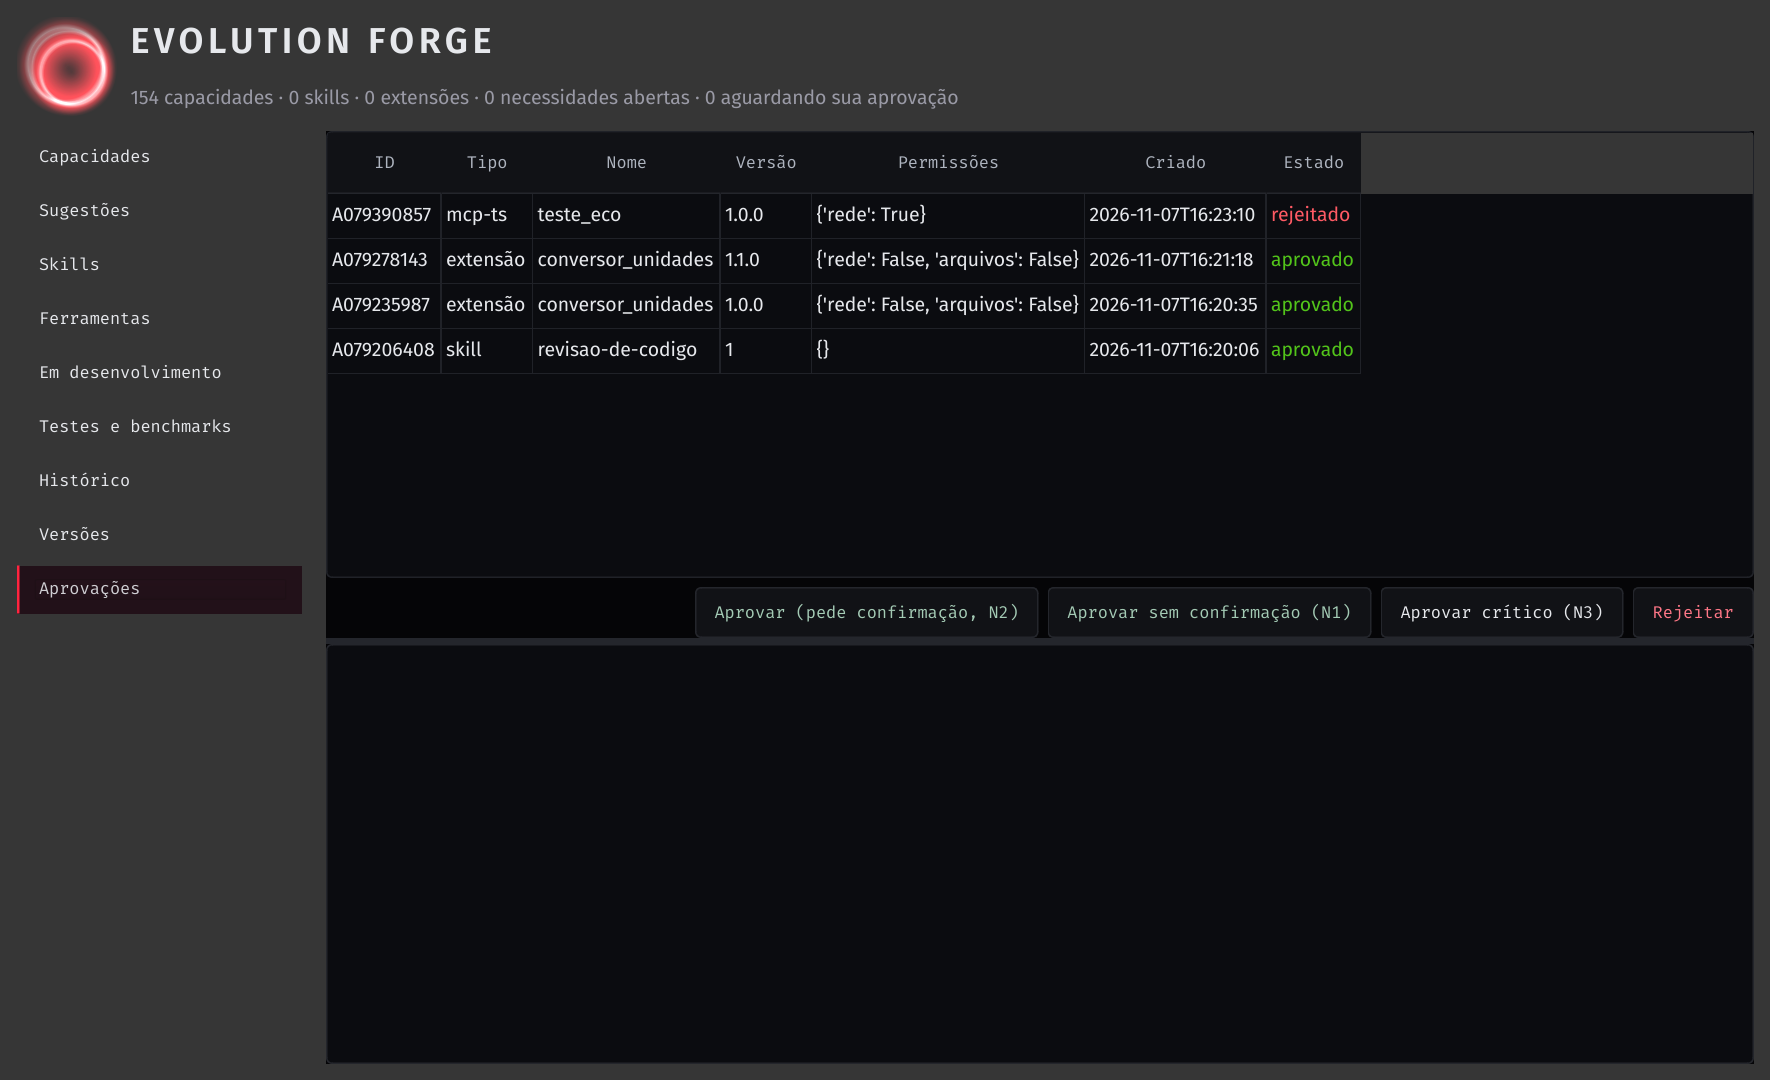 EVOLUTION FORGE
154 capacidades · 0 skills · 0 extensões · 0 necessidades abertas · 0 aguardando sua aprovação
Capacidades
Sugestões
Skills
Ferramentas
Em desenvolvimento
Testes e benchmarks
Histórico
Versões
Aprovações
ID Tipo Nome Versão Permissões Criado Estado
A079390857 mcp-ts teste_eco 1.0.0 {'rede': True} 2026-11-07T16:23:10 rejeitado
A079278143 extensão conversor_unidades 1.1.0 {'rede': False, 'arquivos': False} 2026-11-07T16:21:18 aprovado
A079235987 extensão conversor_unidades 1.0.0 {'rede': False, 'arquivos': False} 2026-11-07T16:20:35 aprovado
A079206408 skill revisao-de-codigo 1 {} 2026-11-07T16:20:06 aprovado
Aprovar (pede confirmação, N2) Aprovar sem confirmação (N1) Aprovar crítico (N3) Rejeitar